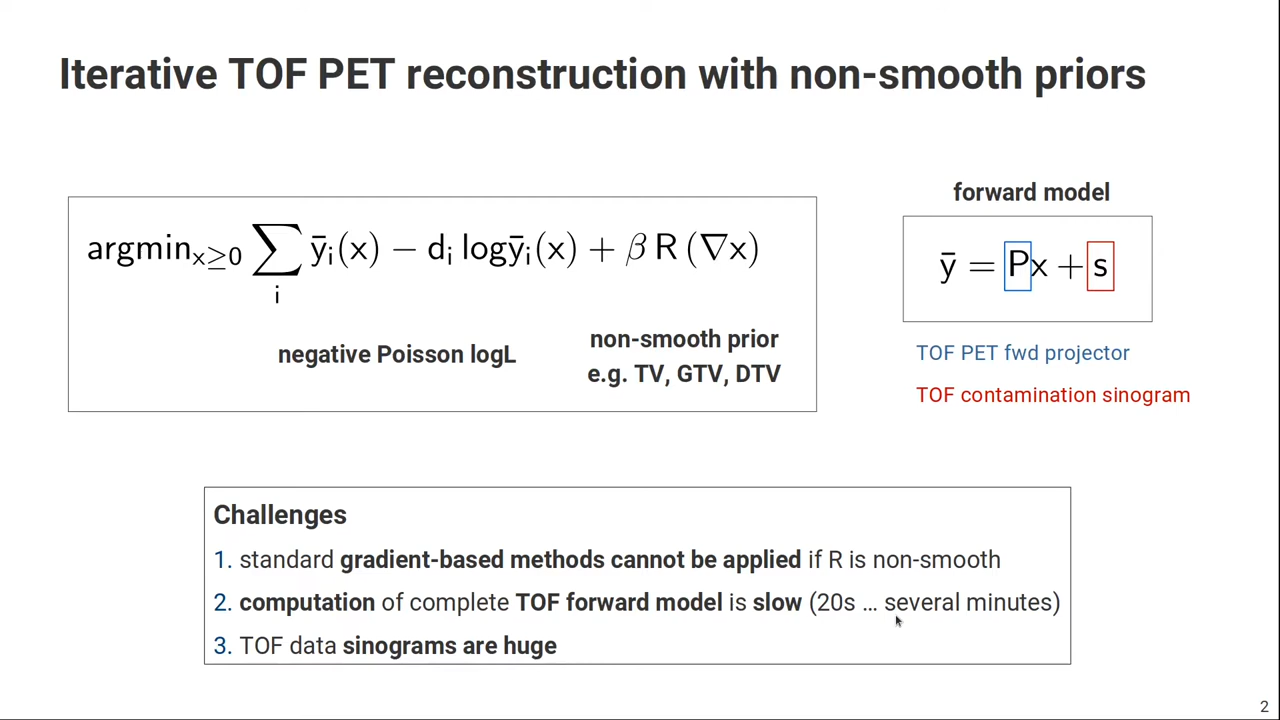 Iterative TOF PET reconstruction with non-smooth priors
argmin_{x≥0} ∑_i ȳ_i(x) − d_i logȳ_i(x) + β R (∇x)
negative Poisson logL
non-smooth prior
e.g. TV, GTV, DTV
forward model
ȳ = Px + s
TOF PET fwd projector
TOF contamination sinogram
Challenges
1. standard gradient-based methods cannot be applied if R is non-smooth
2. computation of complete TOF forward model is slow (20s ... several minutes)
3. TOF data sinograms are huge
2